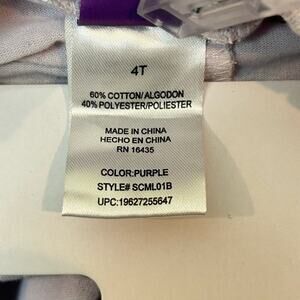 4T
60% COTTON/ALGODON
40% POLYESTER/POLIESTER
MADE IN CHINA
HECHO EN CHINA
RN 16435
COLOR:PURPLE
STYLE# SCML01B
UPC:19627255647